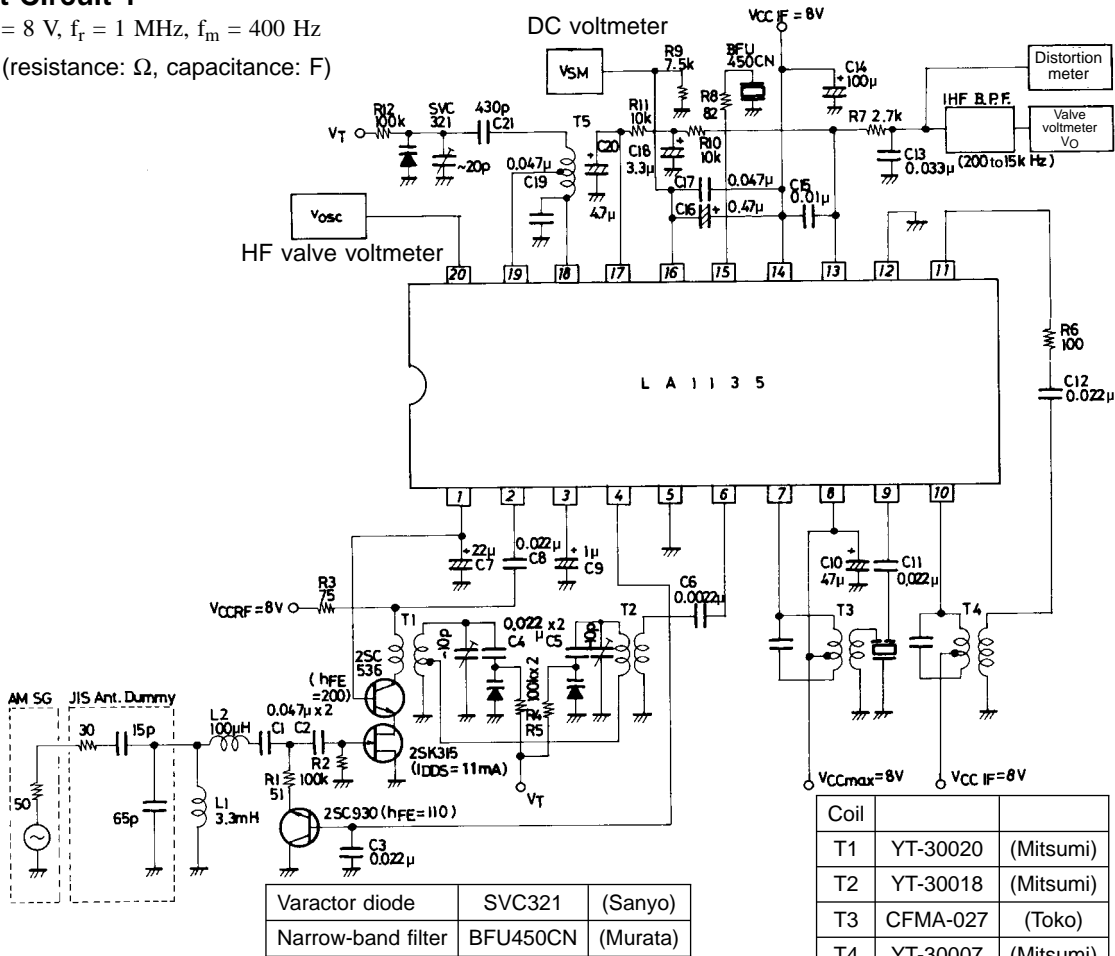 t Circuit 1
= 8 V, fr = 1 MHz, fm = 400 Hz
(resistance: Ω, capacitance: F)
DC voltmeter
VCC IF = 8V
VSM
R9
7.5k
BFU
450CN
C14
100μ
Distortion
meter
R12
100k
SVC
321
430p
C21
R11
10k
R8
82
R7 2.7k
IHF B.P.F.
Valve
voltmeter
VO
VT
T5
C20
C18
3.3μ
R10
10k
C13
0.033μ
(200 to 15k Hz)
~20p
0.047μ
C19
47μ
C17
0.047μ
C15
0.01μ
C16
0.47μ
VOSC
HF valve voltmeter
20
19
18
17
16
15
14
13
12
11
R6
100
LA1135
C12
0.022μ
1
2
3
4
5
6
7
8
9
10
22μ
C7
0.022μ
C8
1μ
C9
C6
0.0022μ
C10
47μ
C11
0.022μ
R3
75
VCCRF = 8V
T1
~10p
0.022 x 2
μ
C4
C5
~10p
T2
T3
T4
2SC
536
(hFE
=200)
100k x 2
R4
R5
AM SG
JIS Ant. Dummy
30
15p
L2
100μH
0.047μ x 2
C1
C2
R2
100k
2SK315
(IDDS = 11mA)
VT
50
65p
L1
3.3mH
R1
51
2SC930 (hFE = 110)
C3
0.022μ
VCCmax = 8V
VCC IF = 8V
Coil
T1 YT-30020 (Mitsumi)
T2 YT-30018 (Mitsumi)
T3 CFMA-027 (Toko)
T4 YT-30007 (Mitsumi)
Varactor diode SVC321 (Sanyo)
Narrow-band filter BFU450CN (Murata)